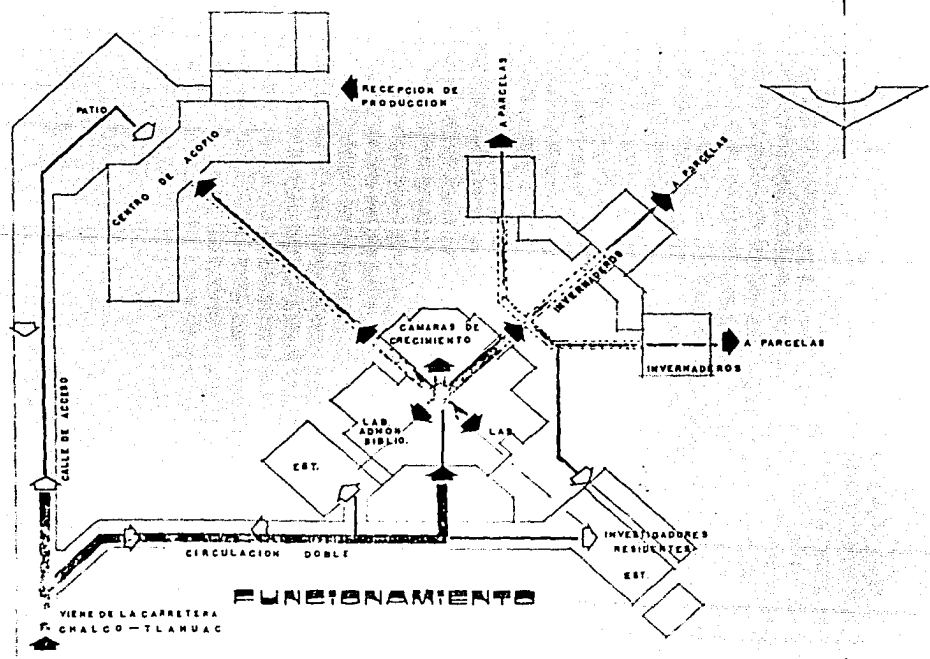 RECEPCION DE
PRODUCCION
A PARCELAS
A PARCELAS
PATIO
CENTRO DE ACOPIO
INVERNADEROS
CAMARAS DE
CRECIMIENTO
A PARCELAS
INVERNADEROS
CALLE DE ACCESO
LAB.
ADMON.
BIBLIO.
LAB.
EST.
INVESTIGADORES
RESIDENTES
CIRCULACION DOBLE
EST.
FUNCIONAMIENTO
VIENE DE LA CARRETERA
CHALCO - TLAHUAC